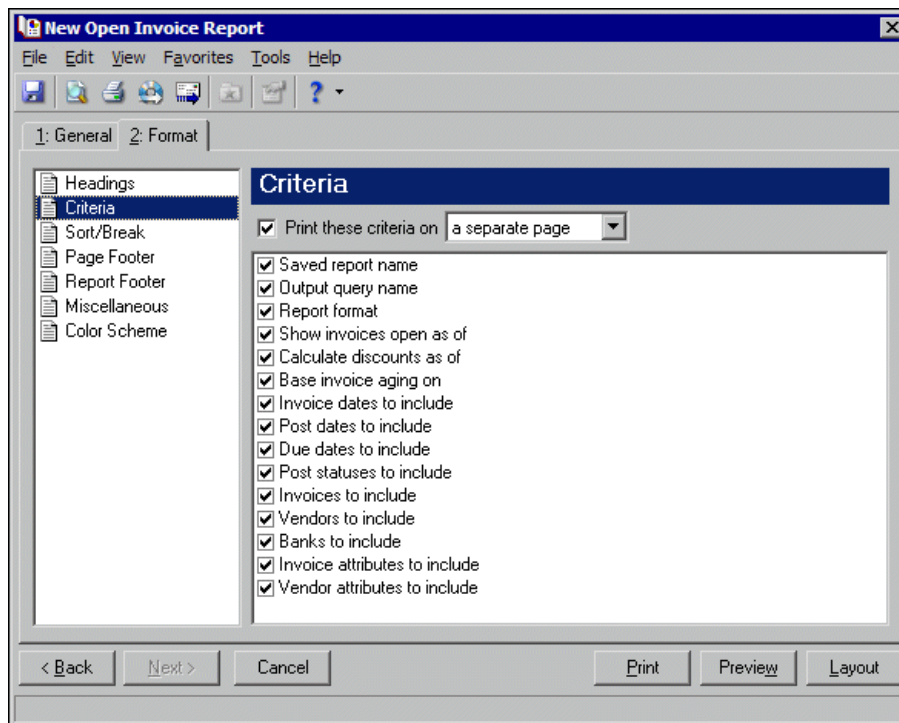 New Open Invoice Report
File Edit View Favorites Tools Help
?
1: General 2: Format
Headings
Criteria
Sort/Break
Page Footer
Report Footer
Miscellaneous
Color Scheme
Criteria
Print these criteria on a separate page
Saved report name
Output query name
Report format
Show invoices open as of
Calculate discounts as of
Base invoice aging on
Invoice dates to include
Post dates to include
Due dates to include
Post statuses to include
Invoices to include
Vendors to include
Banks to include
Invoice attributes to include
Vendor attributes to include
< Back Next > Cancel Print Preview Layout